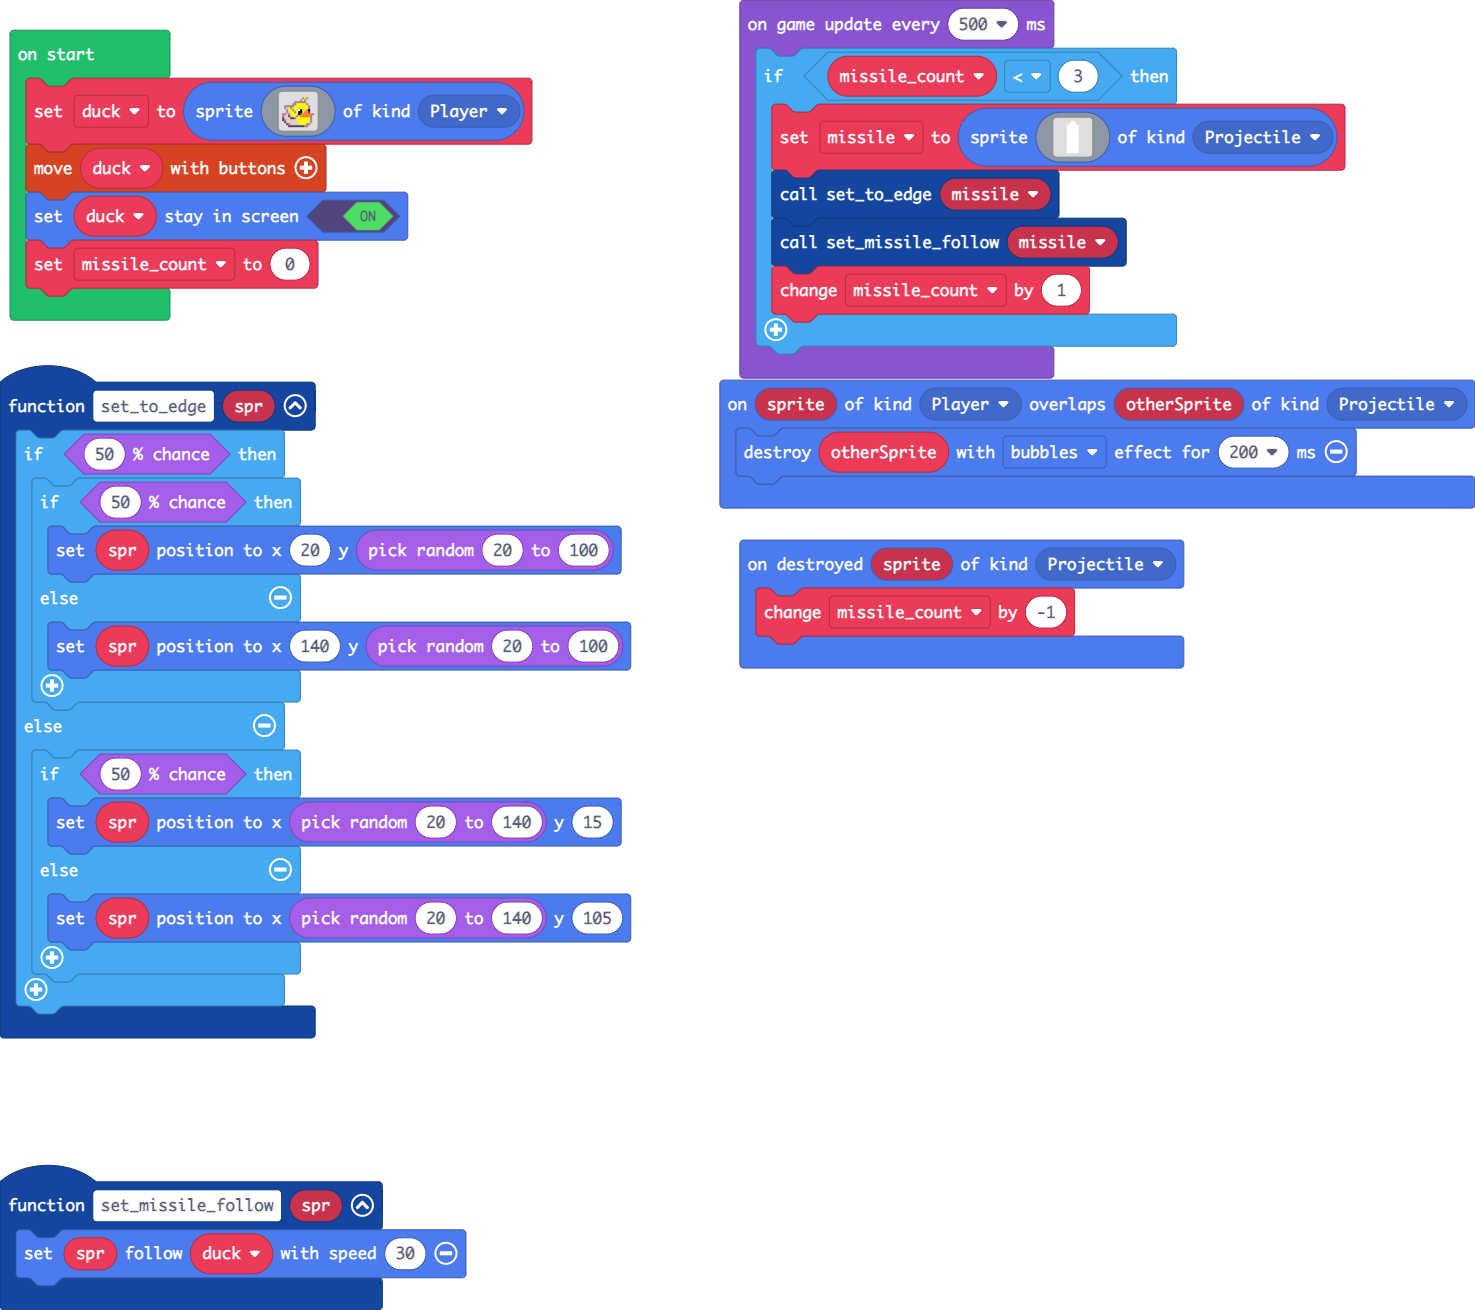 on start
set duck to sprite of kind Player
move duck with buttons
set duck stay in screen ON
set missile_count to 0
function set_to_edge spr
if 50 % chance then
if 50 % chance then
set spr position to x 20 y pick random 20 to 100
else
set spr position to x 140 y pick random 20 to 100
else
if 50 % chance then
set spr position to x pick random 20 to 140 y 15
else
set spr position to x pick random 20 to 140 y 105
function set_missile_follow spr
set spr follow duck with speed 30
on game update every 500 ms
if missile_count < 3 then
set missile to sprite of kind Projectile
call set_to_edge missile
call set_missile_follow missile
change missile_count by 1
on sprite of kind Player overlaps otherSprite of kind Projectile
destroy otherSprite with bubbles effect for 200 ms
on destroyed sprite of kind Projectile
change missile_count by -1